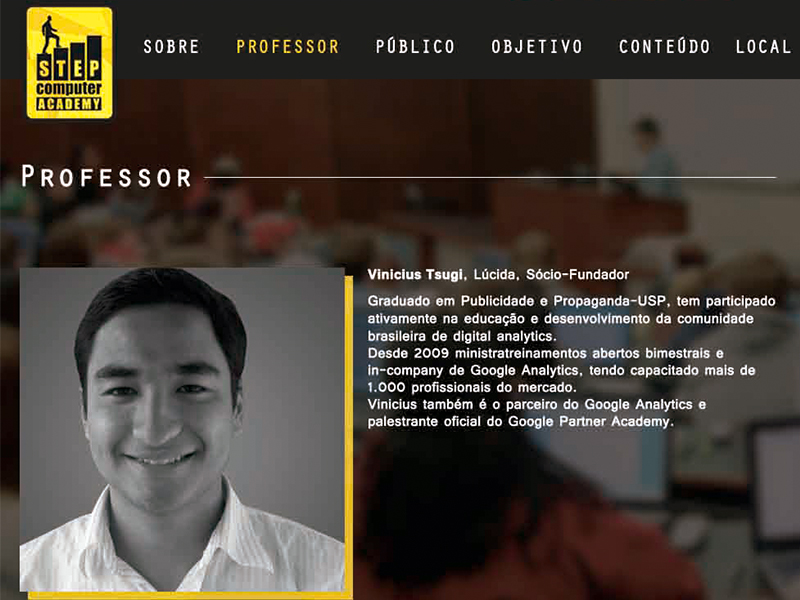 STEP
computer
ACADEMY
SOBRE PROFESSOR PÚBLICO OBJETIVO CONTEÚDO LOCAL
PROFESSOR
Vinicius Tsugi, Lúcida, Sócio-Fundador
Graduado em Publicidade e Propaganda-USP, tem participado
ativamente na educação e desenvolvimento da comunidade
brasileira de digital analytics.
Desde 2009 ministratreinamentos abertos bimestrais e
in-company de Google Analytics, tendo capacitado mais de
1.000 profissionais do mercado.
Vinicius também é o parceiro do Google Analytics e
palestrante oficial do Google Partner Academy.